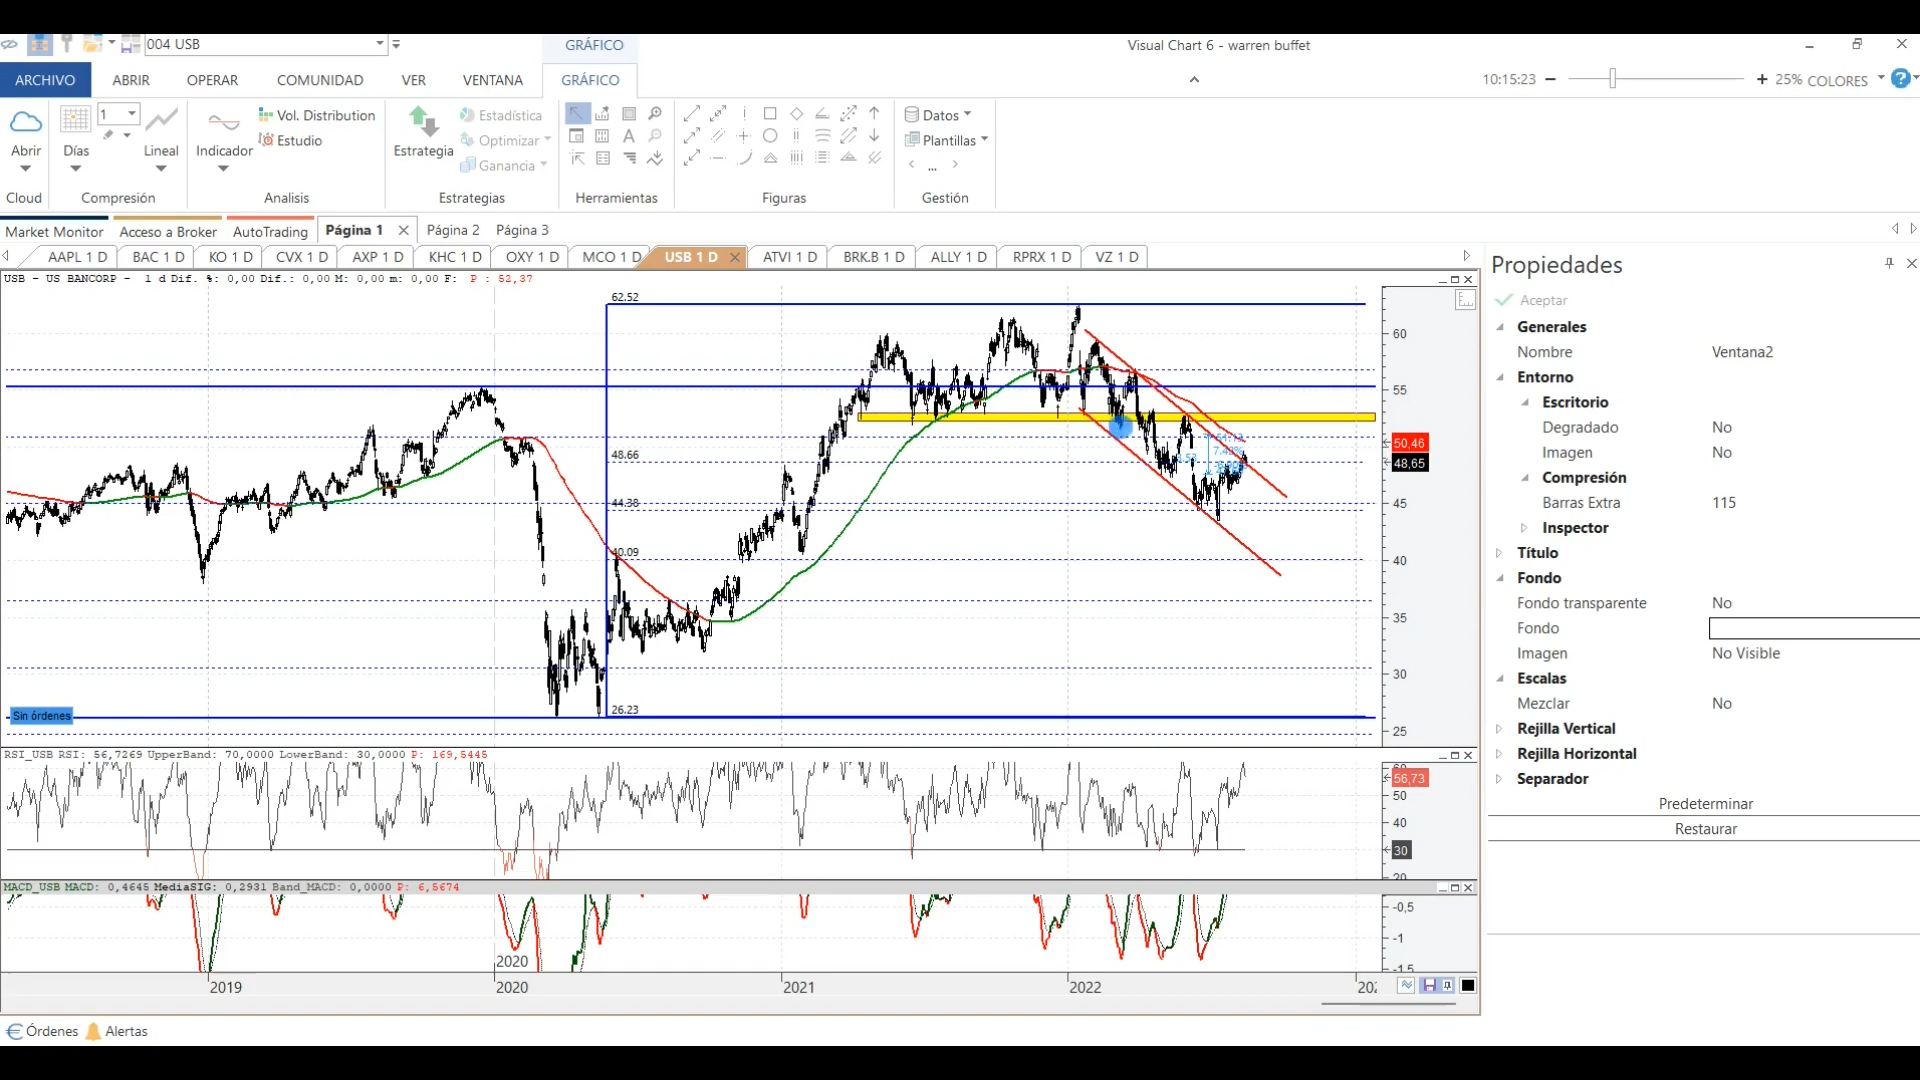 004 USB
GRÁFICO
Visual Chart 6 - warren buffet
ARCHIVO ABRIR OPERAR COMUNIDAD VER VENTANA GRÁFICO
10:15:23 25% COLORES
Abrir
Cloud
1
Días
Lineal
Compresión
Indicador
Vol. Distribution
Estudio
Analisis
Estrategia
Estadística
Optimizar
Ganancia
Estrategias
Herramientas
Figuras
Datos
Plantillas
...
Gestión
Market Monitor Acceso a Broker AutoTrading Página 1 Página 2 Página 3
AAPL 1 D BAC 1 D KO 1 D CVX 1 D AXP 1 D KHC 1 D OXY 1 D MCO 1 D USB 1 D ATVI 1 D BRK.B 1 D ALLY 1 D RPRX 1 D VZ 1 D
USB - US BANCORP - 1 d Dif. %: 0,00 Dif.: 0,00 M: 0,00 m: 0,00 F: P : 52,37
62.52
48.66
44.38
40.09
26.23
Sin órdenes
60
55
50,46
48,65
45
40
35
30
25
RSI_USB RSI: 56,7269 UpperBand: 70,0000 LowerBand: 30,0000 P: 169,5445
60
56,73
50
40
30
20
MACD_USB MACD: 0,4645 MediaSIG: 0,2931 Band_MACD: 0,0000 P: 6,5674
-0,5
-1
-1,5
2020
2019 2020 2021 2022
Órdenes Alertas
Propiedades
Aceptar
Generales
Nombre Ventana2
Entorno
Escritorio
Degradado No
Imagen No
Compresión
Barras Extra 115
Inspector
Título
Fondo
Fondo transparente No
Fondo
Imagen No Visible
Escalas
Mezclar No
Rejilla Vertical
Rejilla Horizontal
Separador
Predeterminar
Restaurar